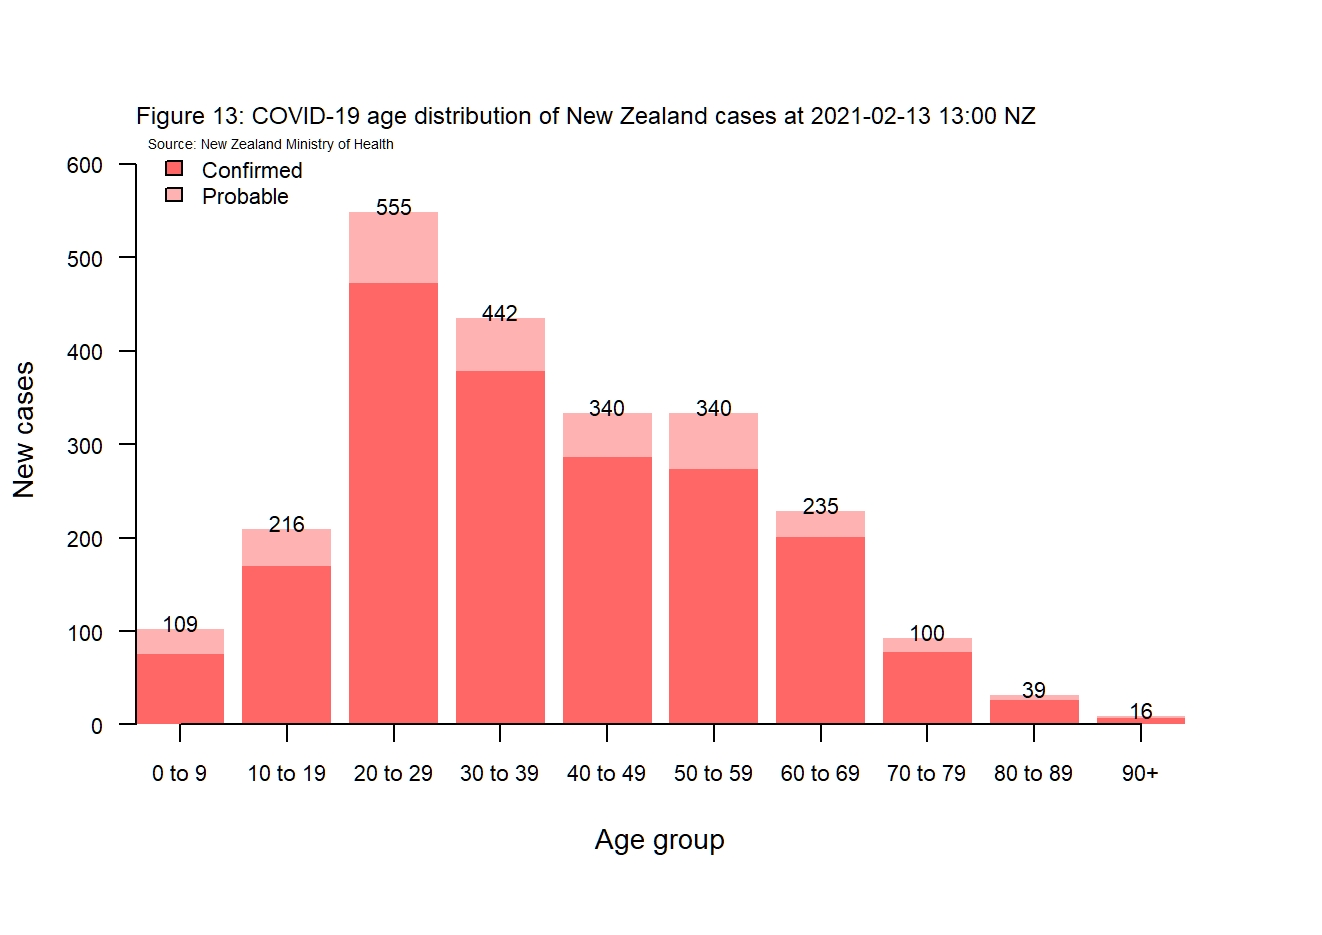 Figure 13: COVID-19 age distribution of New Zealand cases at 2021-02-13 13:00 NZ
Source: New Zealand Ministry of Health
Confirmed
Probable
600
500
400
300
200
100
0
New cases
109
216
555
442
340
340
235
100
39
16
0 to 9
10 to 19
20 to 29
30 to 39
40 to 49
50 to 59
60 to 69
70 to 79
80 to 89
90+
Age group